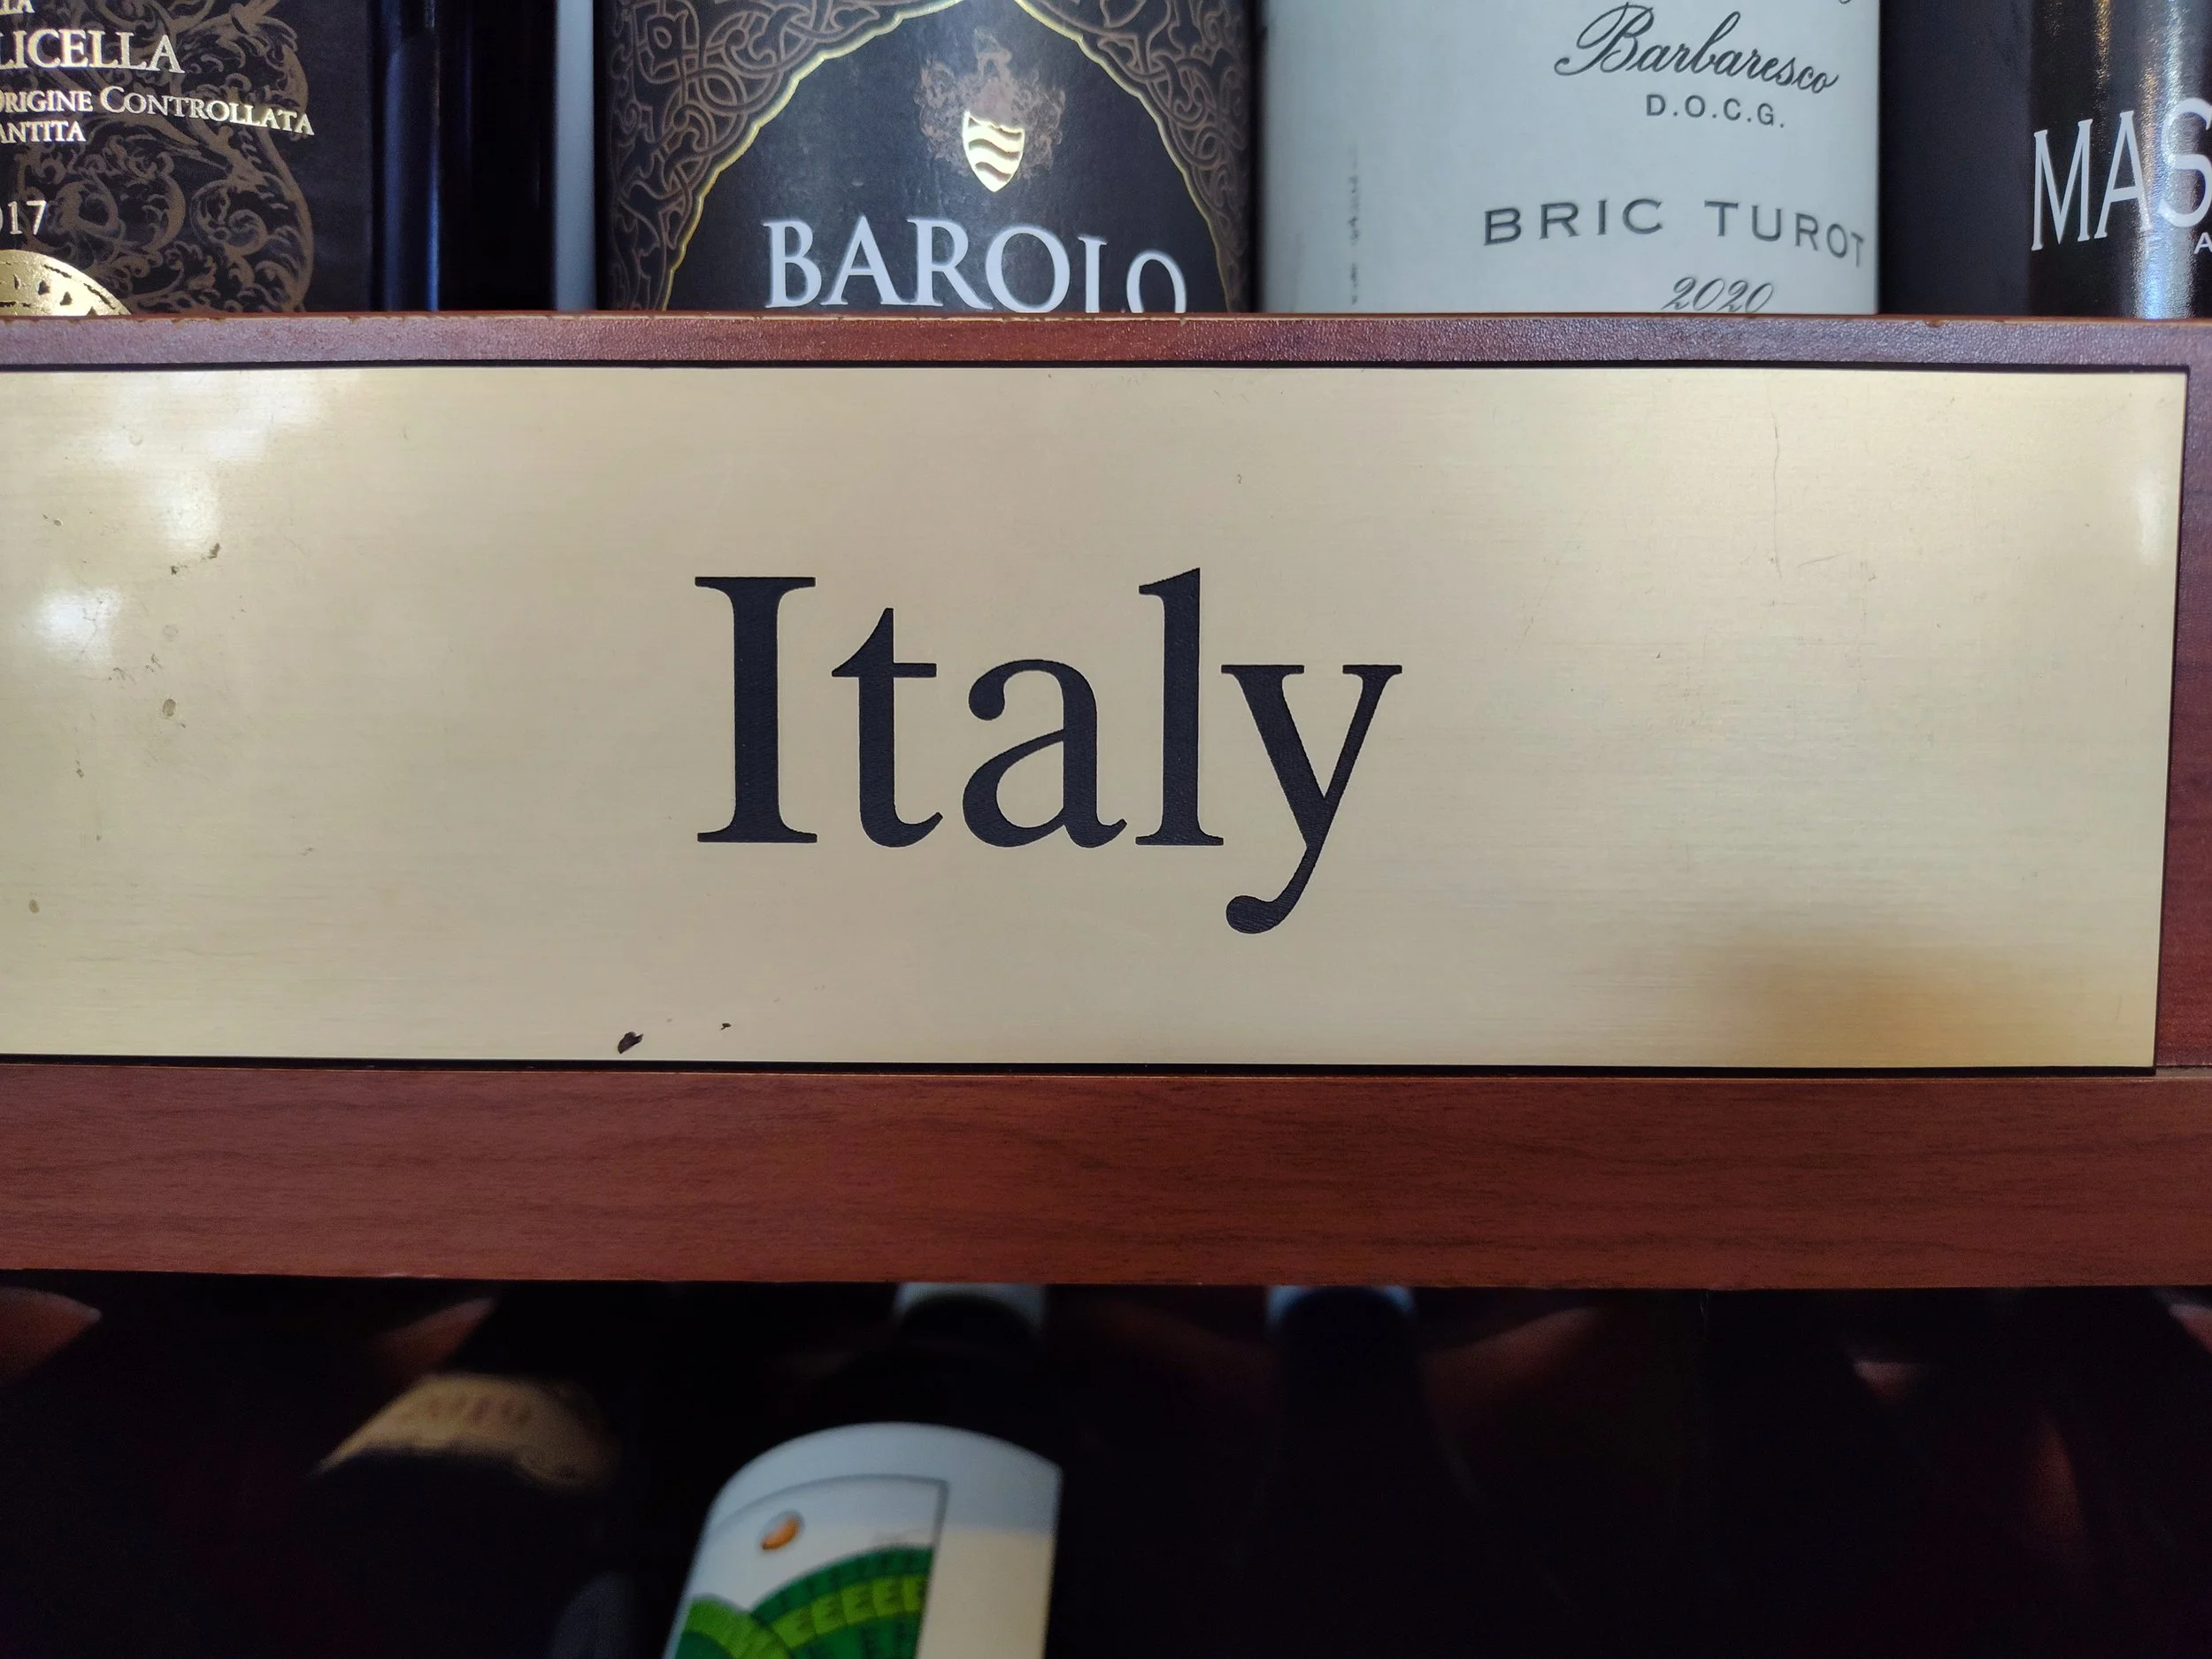 LICELLA
ORIGINE CONTROLLATA
ANTITA
017
BAROLO
Barbaresco
D.O.C.G.
BRIC TUROT
2020
MAS
Italy